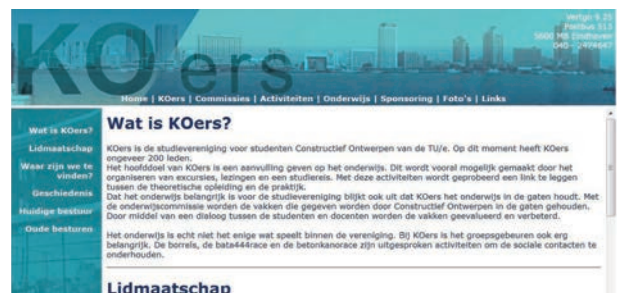 KOers
Vertigo 9.25
Postbus 513
5600 MB Eindhoven
040 - 2474647
Home | KOers | Commissies | Activiteiten | Onderwijs | Sponsoring | Foto's | Links
Wat is KOers?
Lidmaatschap
Waar zijn we te
vinden?
Geschiedenis
Huidige bestuur
Oude besturen
Wat is KOers?
KOers is de studievereniging voor studenten Constructief Ontwerpen van de TU/e. Op dit moment heeft KOers
ongeveer 200 leden.
Het hoofddoel van KOers is een aanvulling geven op het onderwijs. Dit wordt vooral mogelijk gemaakt door het
organiseren van excursies, lezingen en een studiereis. Met deze activiteiten wordt geprobeerd een link te leggen
tussen de theoretische opleiding en de praktijk.
Dat het onderwijs belangrijk is voor de studievereniging blijkt ook uit dat KOers het onderwijs in de gaten houdt. Met
de onderwijscommissie worden de vakken die gegeven worden door Constructief Ontwerpen in de gaten gehouden.
Door middel van een dialoog tussen de studenten en docenten worden de vakken geevalueerd en verbeterd.
Het onderwijs is echt niet het enige wat speelt binnen de vereniging. Bij KOers is het groepsgebeuren ook erg
belangrijk. De borrels, de bata444race en de betonkanorace zijn uitgesproken activiteiten om de sociale contacten te
onderhouden.
Lidmaatschap